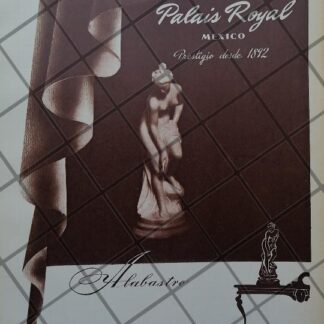 Palais Royal
MEXICO
Prestigio desde 1892
Alabastro